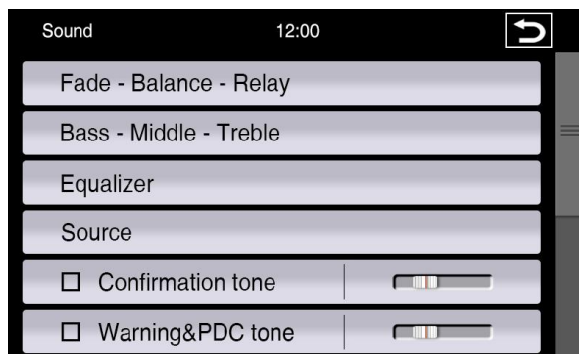 Sound 12:00
Fade - Balance - Relay
Bass - Middle - Treble
Equalizer
Source
Confirmation tone
Warning&PDC tone